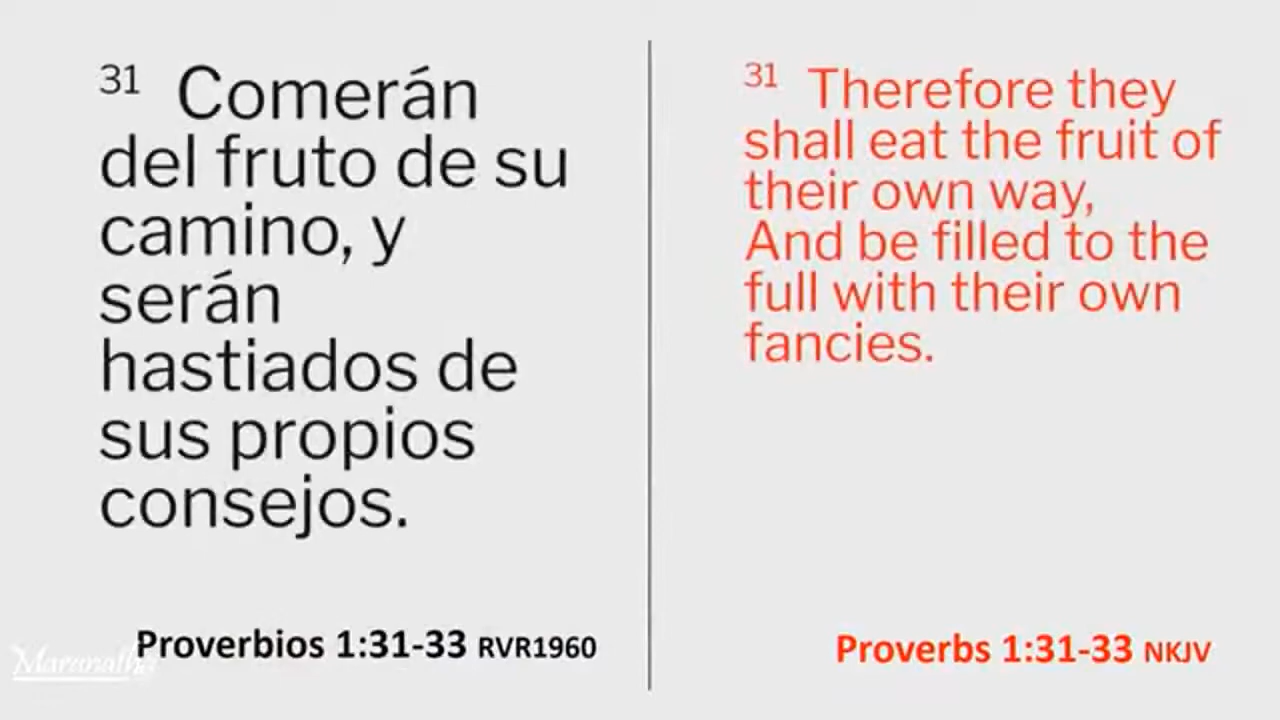 31 Comerán
del fruto de su
camino, y
serán
hastiados de
sus propios
consejos.
Proverbios 1:31-33 RVR1960
31 Therefore they
shall eat the fruit of
their own way,
And be filled to the
full with their own
fancies.
Proverbs 1:31-33 NKJV
Maranatha